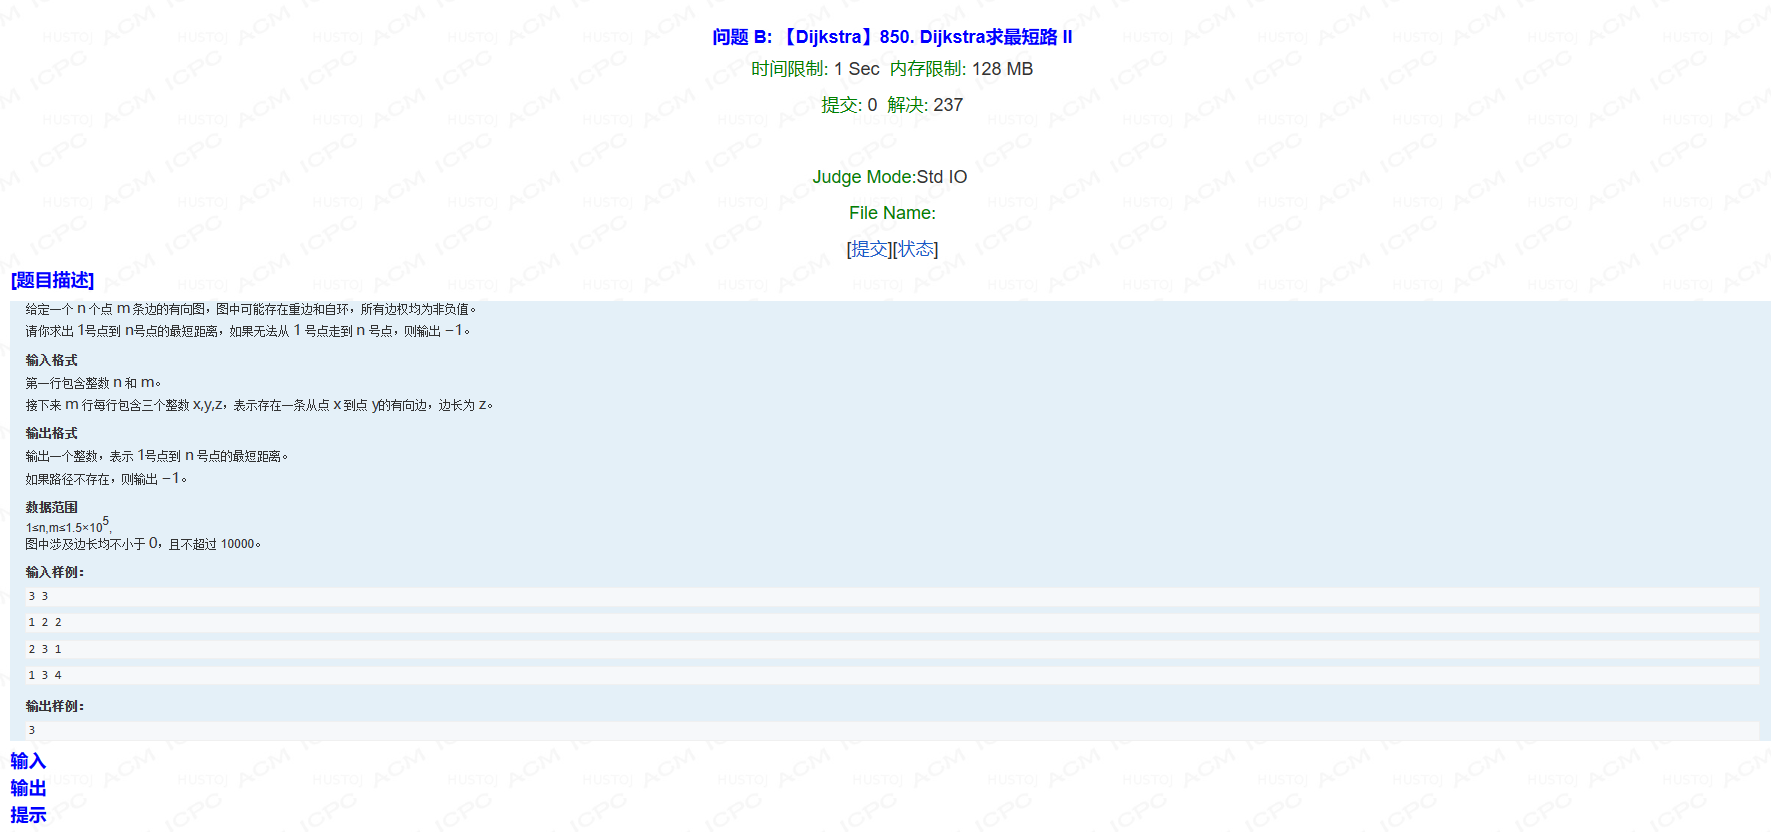 问题 B: 【Dijkstra】850. Dijkstra求最短路 II
时间限制: 1 Sec 内存限制: 128 MB
提交: 0 解决: 237
Judge Mode:Std IO
File Name:
[提交][状态]
[题目描述]
给定一个 n 个点 m 条边的有向图，图中可能存在重边和自环，所有边权均为非负值。
请你求出 1号点到 n号点的最短距离，如果无法从 1 号点走到 n 号点，则输出 −1。
输入格式
第一行包含整数 n 和 m。
接下来 m 行每行包含三个整数 x,y,z，表示存在一条从点 x 到点 y的有向边，边长为 z。
输出格式
输出一个整数，表示 1号点到 n 号点的最短距离。
如果路径不存在，则输出 −1。
数据范围
1≤n,m≤1.5×10⁵,
图中涉及边长均不小于 0，且不超过 10000。
输入样例：
3 3
1 2 2
2 3 1
1 3 4
输出样例：
3
输入
输出
提示